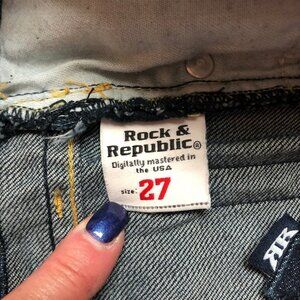 Rock &
Republic®
Digitally mastered in
the USA
size: 27